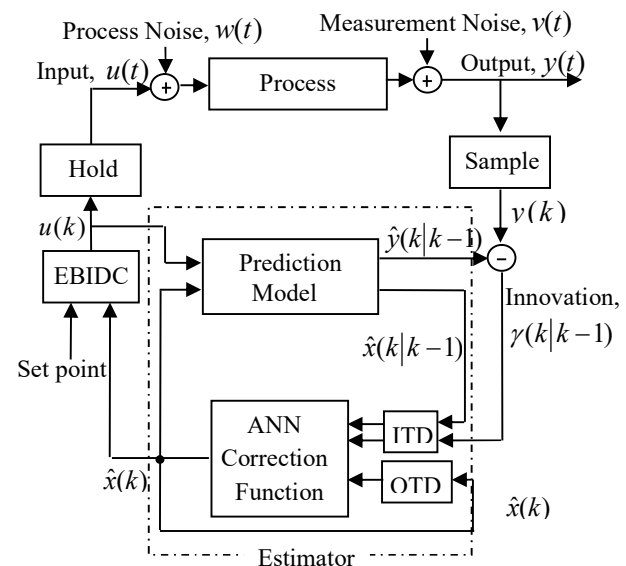 Process Noise, w(t)
Measurement Noise, v(t)
Input, u(t)
Output, y(t)
+
Process
+
Hold
Sample
u(k)
y(k)
EBIDC
Prediction
Model
ŷ(k|k−1)
−
Innovation,
γ(k|k−1)
Set point
x̂(k|k−1)
ANN
Correction
Function
ITD
OTD
x̂(k)
x̂(k)
Estimator